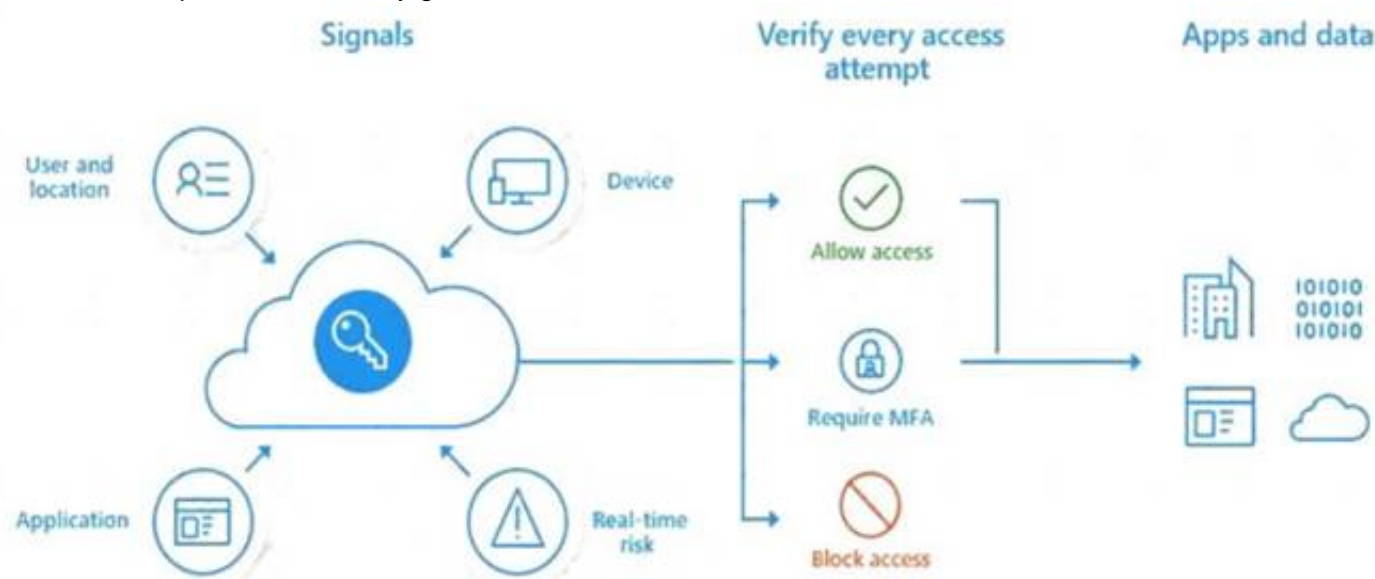 Signals
Verify every access
attempt
Apps and data
User and
location
Device
Allow access
101010
010101
101010
Require MFA
Application
Real-time
risk
Block access